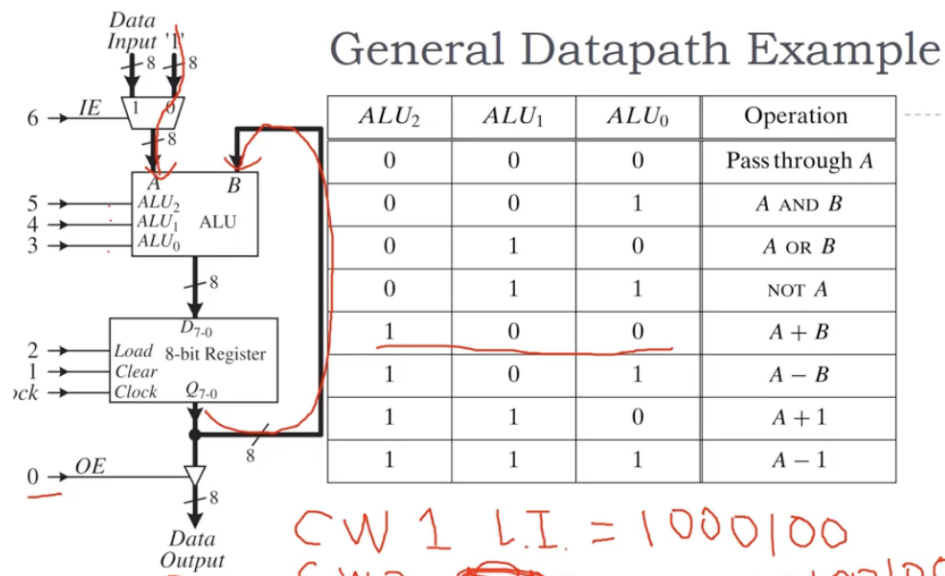 General Datapath Example
Data
Input '1'
8 8
6 IE 1 0
8
A B
5 ALU2
4 ALU1 ALU
3 ALU0
8
D7-0
2 Load 8-bit Register
1 Clear
ock Clock Q7-0
8
0 OE
8
Data
Output
ALU2 ALU1 ALU0 Operation
0 0 0 Pass through A
0 0 1 A AND B
0 1 0 A OR B
0 1 1 NOT A
1 0 0 A + B
1 0 1 A − B
1 1 0 A + 1
1 1 1 A − 1
CW 1 L.I. = 1000100